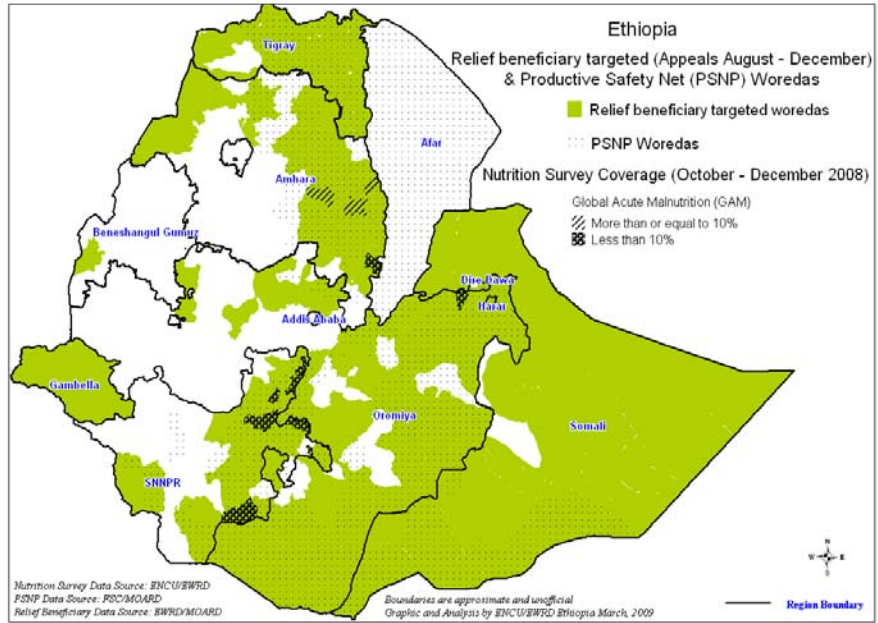 Ethiopia
Relief beneficiary targeted (Appeals August - December)
& Productive Safety Net (PSNP) Woredas
Relief beneficiary targeted woredas
PSNP Woredas
Nutrition Survey Coverage (October - December 2008)
Global Acute Malnutrition (GAM)
More than or equal to 10%
Less than 10%
Tigray
Afar
Amhara
Beneshangul Gumuz
Dire Dawa
Harar
Addis Ababa
Gambella
Oromiya
Somali
SNNPR
N
W E
S
Nutrition Survey Data Source: ENCU/EWRD
PSNP Data Source: FSC/MOARD
Relief Beneficiary Data Source: EWRD/MOARD
Boundaries are approximate and unofficial
Graphic and Analysis by ENCU/EWRD Ethiopia March, 2009
Region Boundary